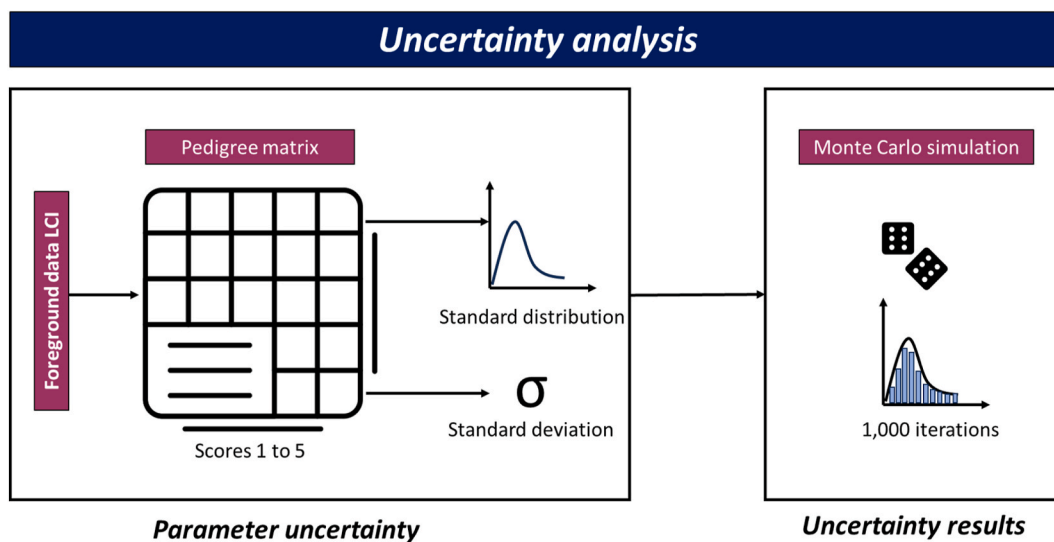 Uncertainty analysis
Pedigree matrix
Foreground data LCI
Scores 1 to 5
Standard distribution
σ
Standard deviation
Parameter uncertainty
Monte Carlo simulation
1,000 iterations
Uncertainty results